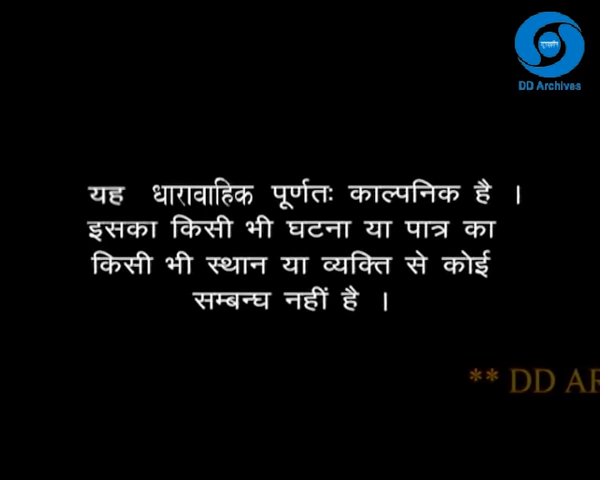 DD Archives
यह धारावाहिक पूर्णतः काल्पनिक है ।
इसका किसी भी घटना या पात्र का
किसी भी स्थान या व्यक्ति से कोई
सम्बन्घ नहीं है ।
** DD AR